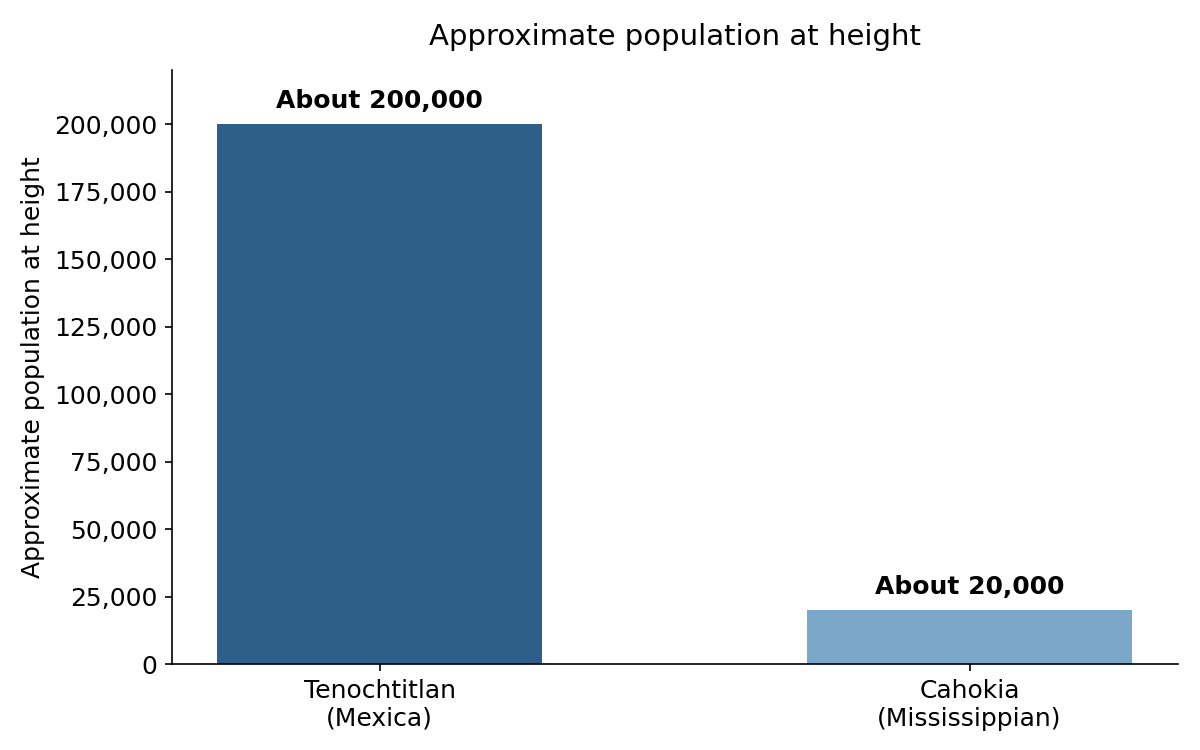 Approximate population at height
Approximate population at height
200,000
175,000
150,000
125,000
100,000
75,000
50,000
25,000
0
About 200,000
About 20,000
Tenochtitlan
(Mexica)
Cahokia
(Mississippian)